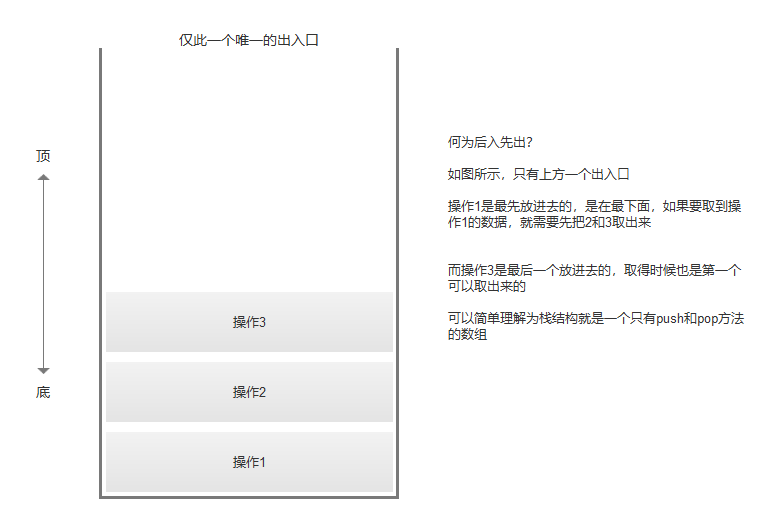 仅此一个唯一的出入口
顶
底
操作3
操作2
操作1
何为后入先出?
如图所示，只有上方一个出入口
操作1是最先放进去的，是在最下面，如果要取到操
作1的数据，就需要先把2和3取出来
而操作3是最后一个放进去的，取得时候也是第一个
可以取出来的
可以简单理解为栈结构就是一个只有push和pop方法
的数组